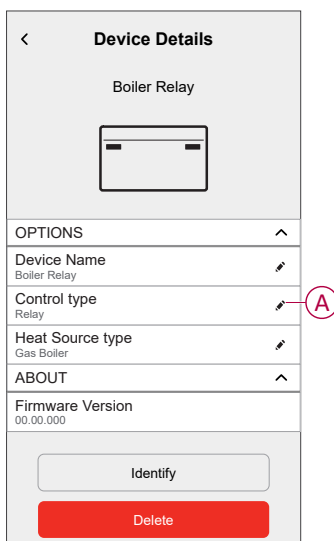 Device Details
Boiler Relay
OPTIONS
Device Name
Boiler Relay
Control type
Relay
A
Heat Source type
Gas Boiler
ABOUT
Firmware Version
00.00.000
Identify
Delete